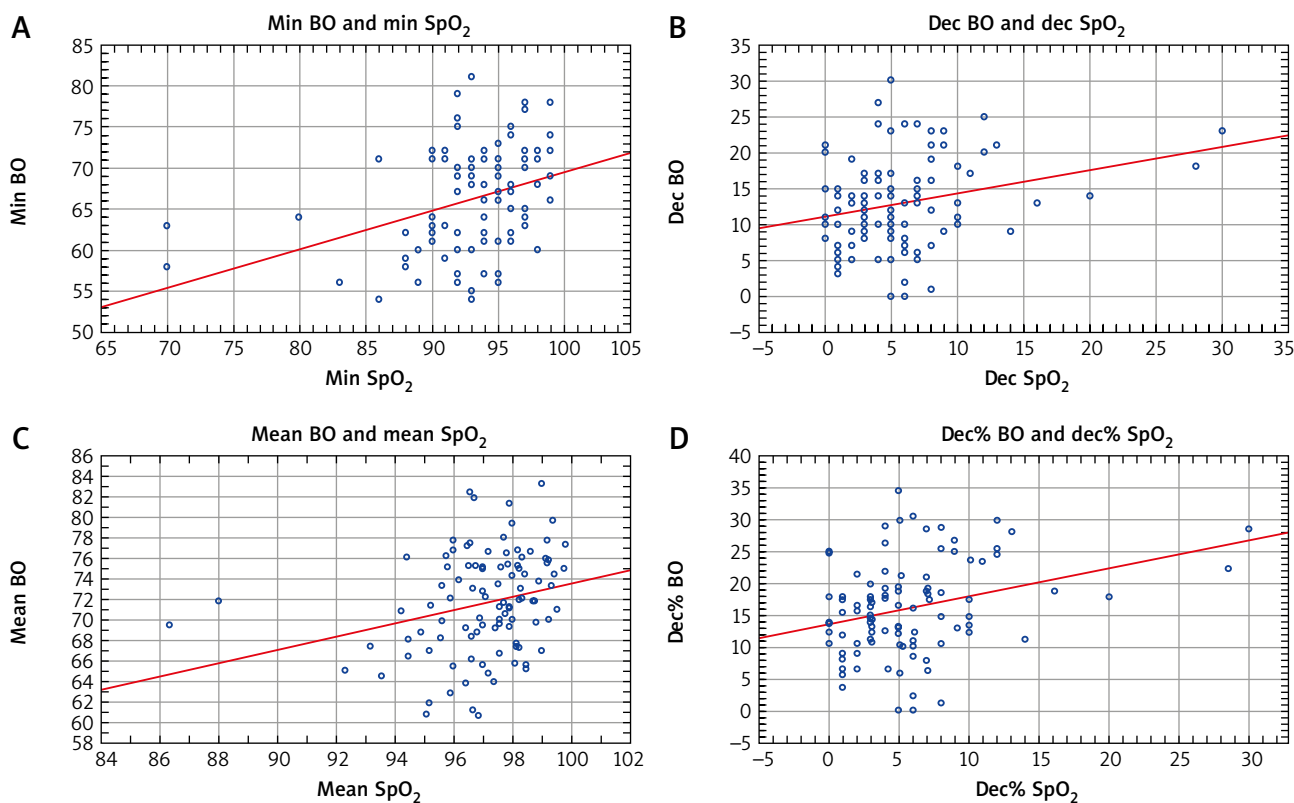 A
Min BO and min SpO₂
Min BO
85
80
75
70
65
60
55
50
65 70 75 80 85 90 95 100 105
Min SpO₂
B
Dec BO and dec SpO₂
Dec BO
35
30
25
20
15
10
5
0
−5
−5 0 5 10 15 20 25 30 35
Dec SpO₂
C
Mean BO and mean SpO₂
Mean BO
86
84
82
80
78
76
74
72
70
68
66
64
62
60
58
84 86 88 90 92 94 96 98 100 102
Mean SpO₂
D
Dec% BO and dec% SpO₂
Dec% BO
40
35
30
25
20
15
10
5
0
−5
−5 0 5 10 15 20 25 30
Dec% SpO₂